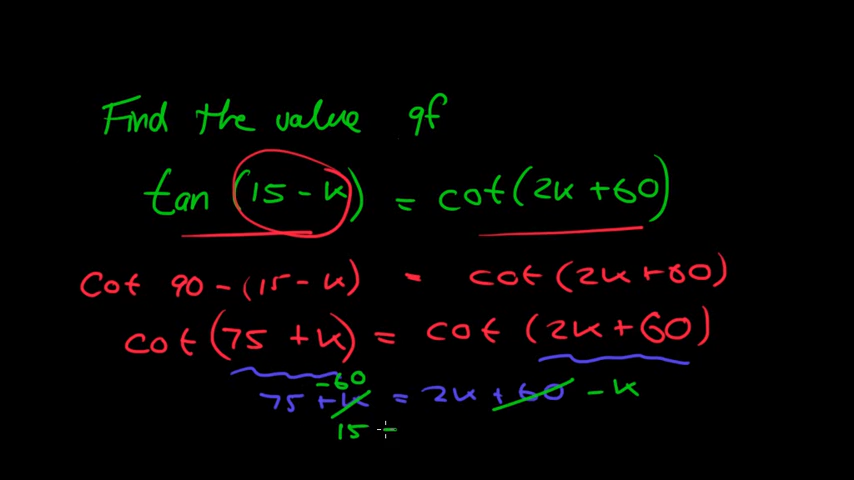 Find the value of
tan (15 - k) = cot (2k + 60)
cot 90 - (15 - k) = cot (2k + 60)
cot (75 + k) = cot (2k + 60)
-60
75 + k = 2k + 60 - k
15 =